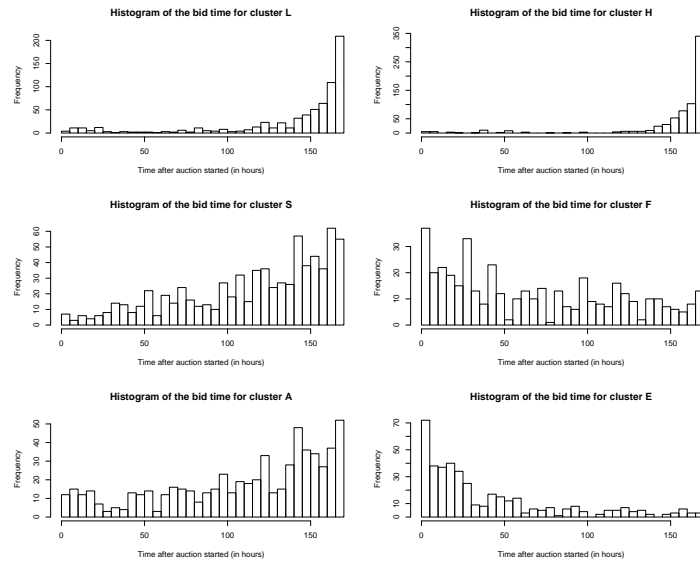 Histogram of the bid time for cluster L
Frequency
0 50 100 150 200
0 50 100 150
Time after auction started (in hours)
Histogram of the bid time for cluster H
Frequency
0 50 150 250 350
0 50 100 150
Time after auction started (in hours)
Histogram of the bid time for cluster S
Frequency
0 10 20 30 40 50 60
0 50 100 150
Time after auction started (in hours)
Histogram of the bid time for cluster F
Frequency
0 10 20 30
0 50 100 150
Time after auction started (in hours)
Histogram of the bid time for cluster A
Frequency
0 10 20 30 40 50
0 50 100 150
Time after auction started (in hours)
Histogram of the bid time for cluster E
Frequency
0 10 30 50 70
0 50 100 150
Time after auction started (in hours)